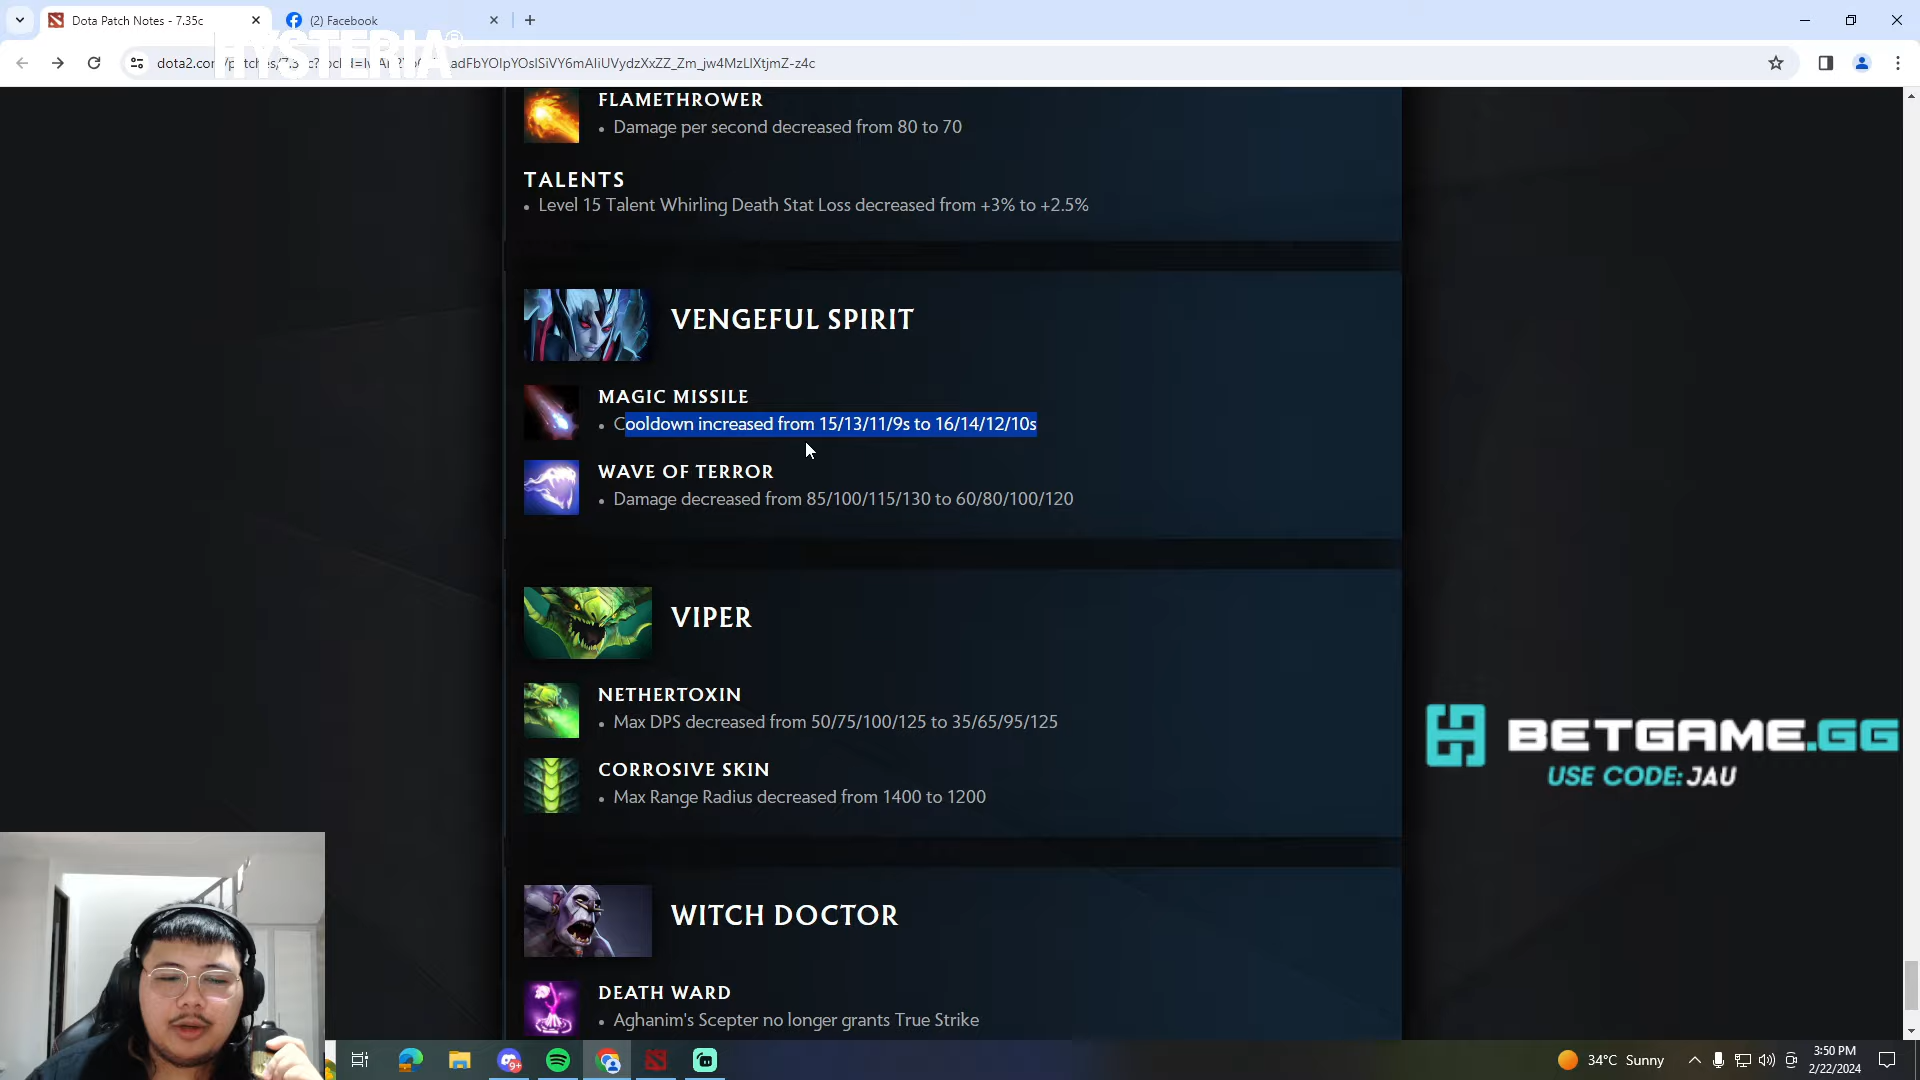 Dota Patch Notes - 7.35c
(2) Facebook
HYSTERIA®
FLAMETHROWER
• Damage per second decreased from 80 to 70
TALENTS
• Level 15 Talent Whirling Death Stat Loss decreased from +3% to +2.5%
VENGEFUL SPIRIT
MAGIC MISSILE
• Cooldown increased from 15/13/11/9s to 16/14/12/10s
WAVE OF TERROR
• Damage decreased from 85/100/115/130 to 60/80/100/120
VIPER
NETHERTOXIN
• Max DPS decreased from 50/75/100/125 to 35/65/95/125
CORROSIVE SKIN
• Max Range Radius decreased from 1400 to 1200
BETGAME.GG
USE CODE: JAU
WITCH DOCTOR
DEATH WARD
• Aghanim's Scepter no longer grants True Strike
9+
34°C Sunny
3:50 PM
2/22/2024